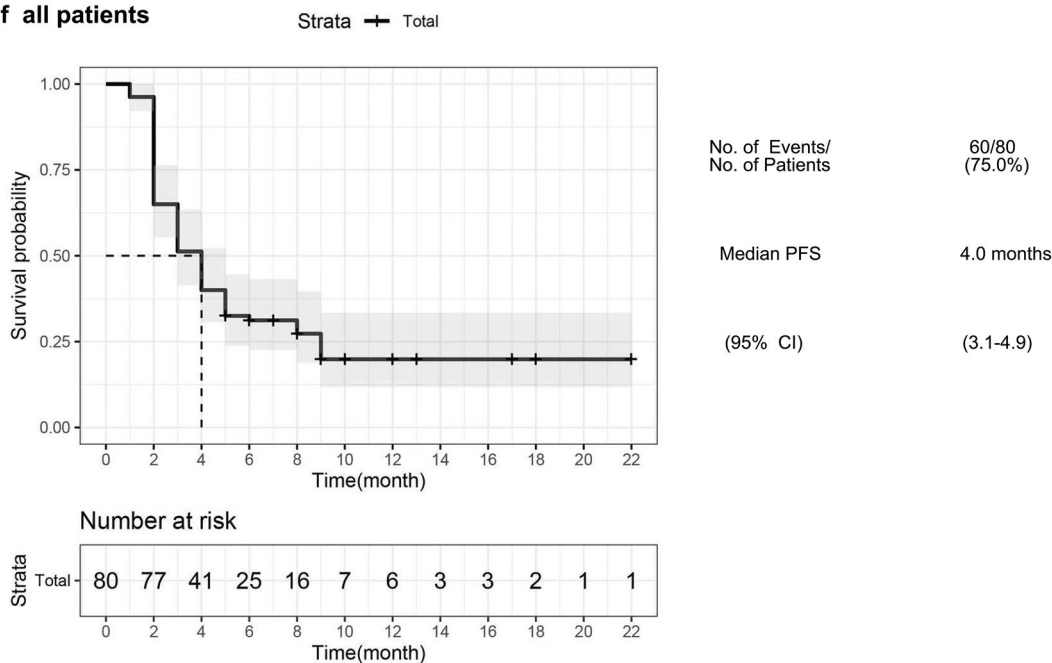 f all patients
Strata Total
1.00
0.75
0.50
0.25
0.00
Survival probability
0 2 4 6 8 10 12 14 16 18 20 22
Time(month)
No. of Events/ 60/80
No. of Patients (75.0%)
Median PFS 4.0 months
(95% CI) (3.1-4.9)
Number at risk
Strata
Total 80 77 41 25 16 7 6 3 3 2 1 1
0 2 4 6 8 10 12 14 16 18 20 22
Time(month)